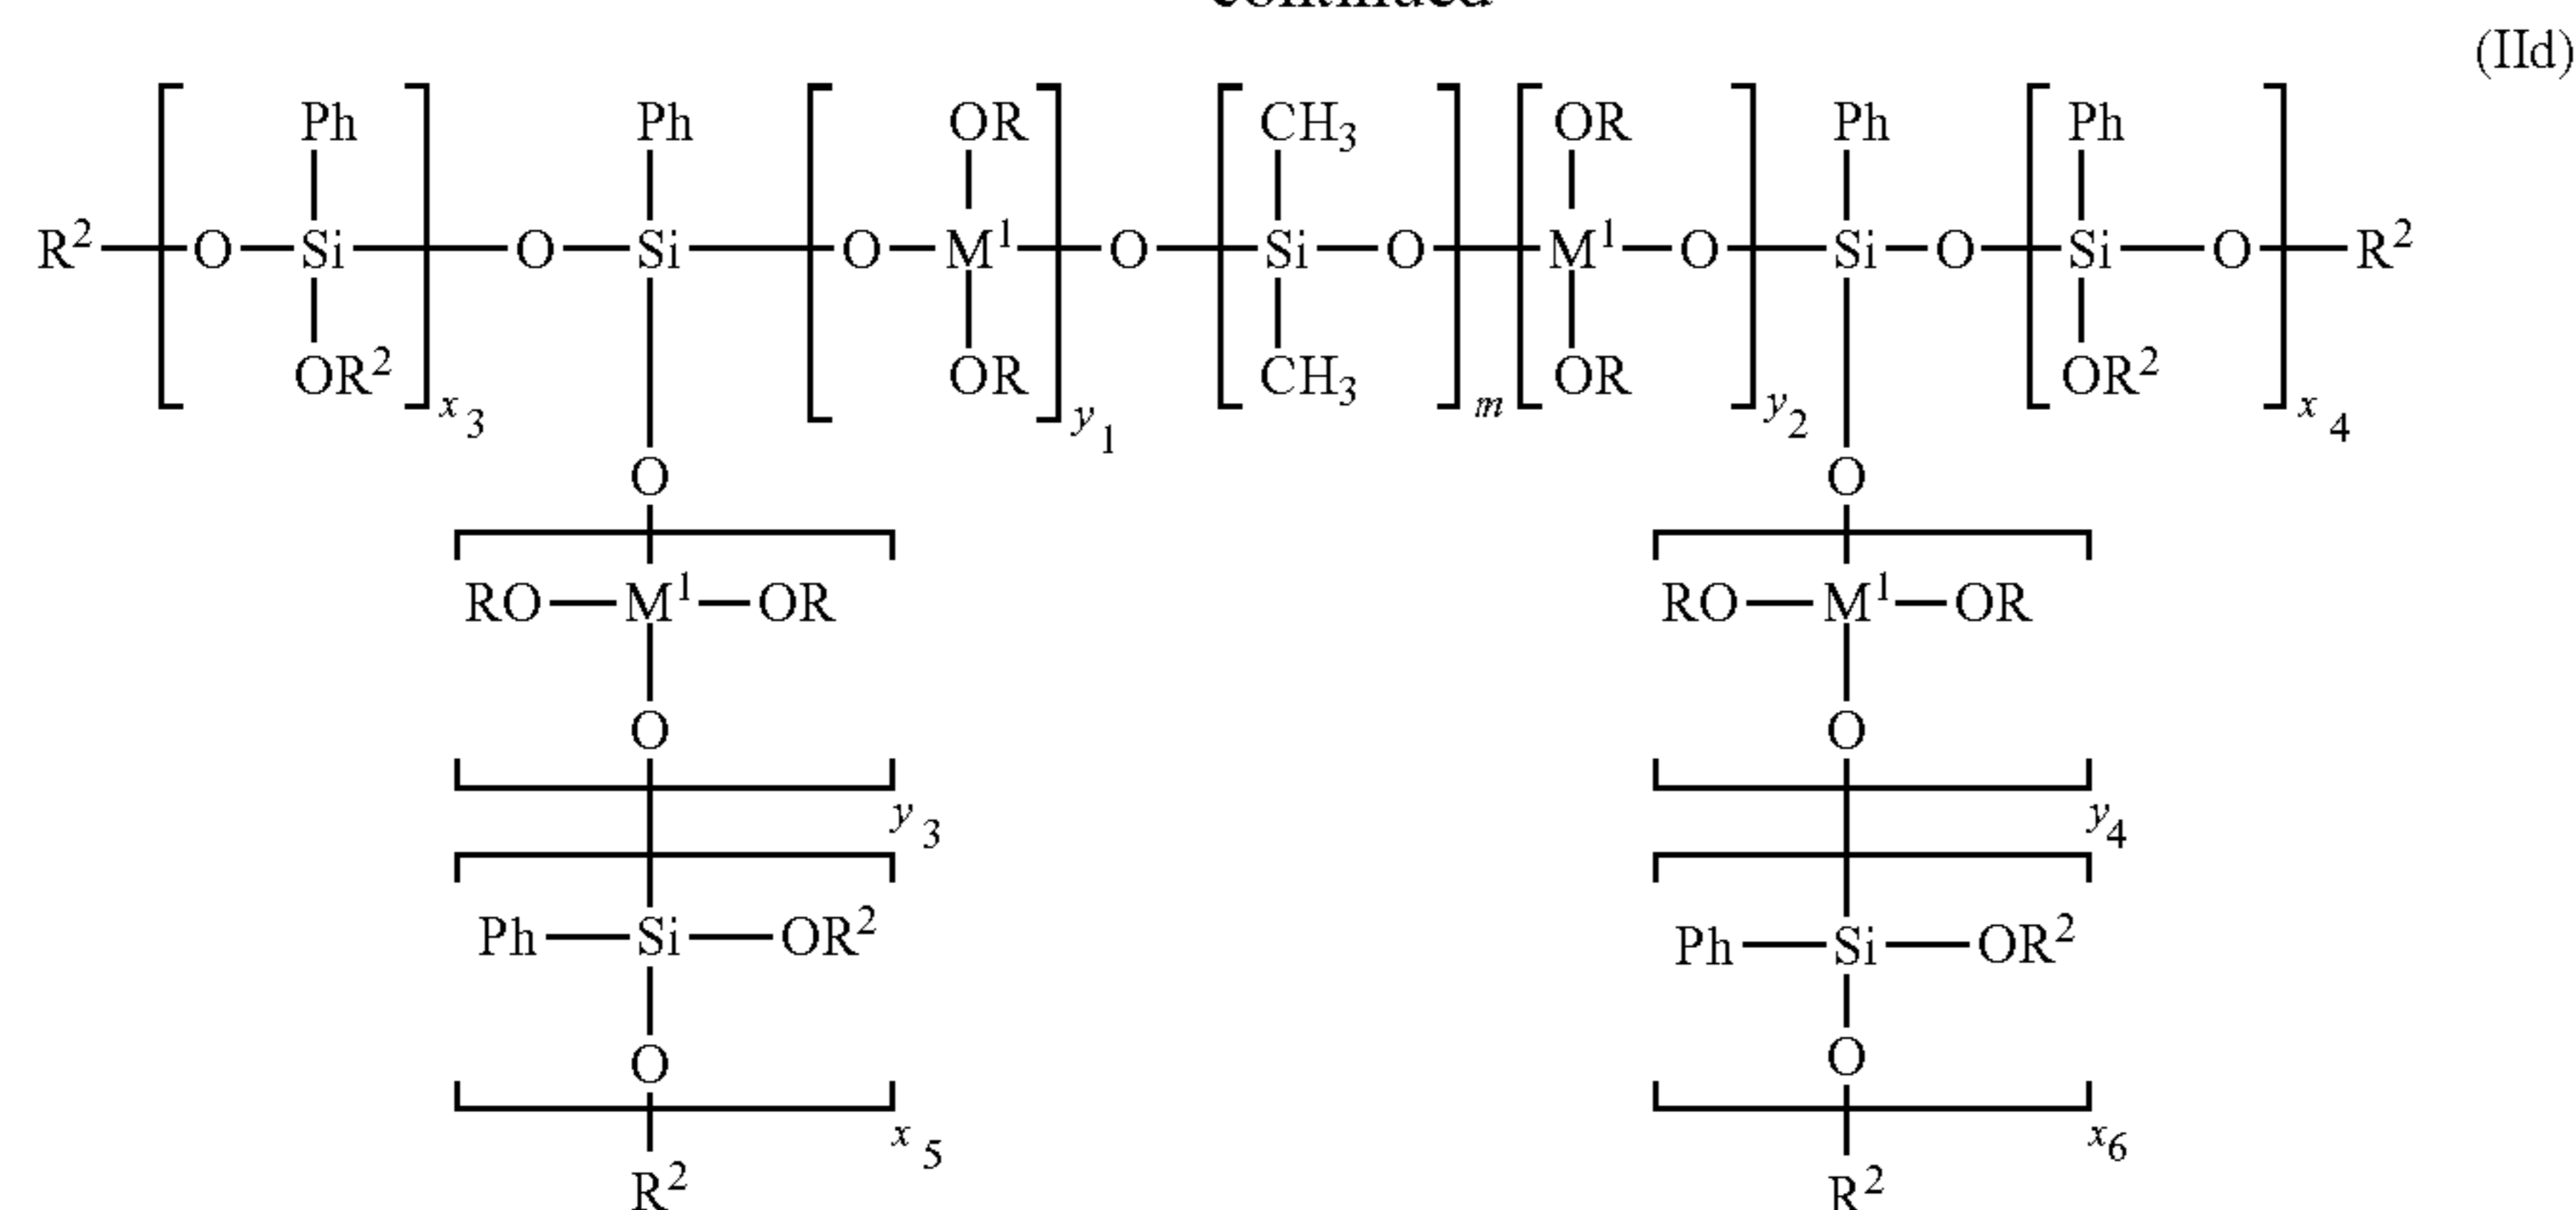 (IId)
Ph Ph OR CH3 OR Ph Ph
R2 O Si O Si O M1 O Si O M1 O Si O Si O R2
OR2 OR CH3 OR OR2
x3 y1 m y2 x4
O O
RO M1 OR RO M1 OR
O O
y3 y4
Ph Si OR2 Ph Si OR2
O O
x5 x6
R2 R2